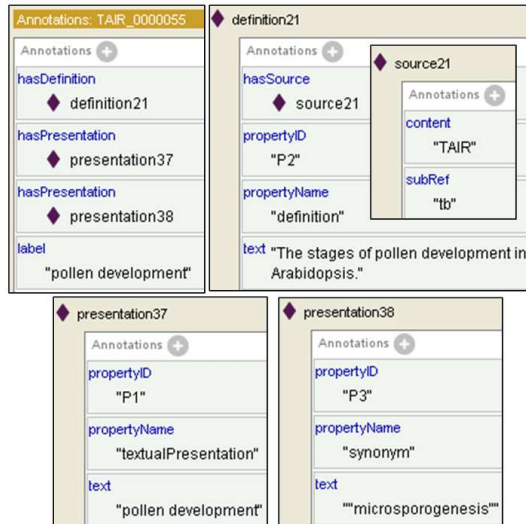 Annotations: TAIR_0000055
Annotations
hasDefinition
definition21
hasPresentation
presentation37
hasPresentation
presentation38
label
"pollen development"
definition21
Annotations
hasSource
source21
propertyID
"P2"
propertyName
"definition"
text "The stages of pollen development in
Arabidopsis."
source21
Annotations
content
"TAIR"
subRef
"tb"
presentation37
Annotations
propertyID
"P1"
propertyName
"textualPresentation"
text
"pollen development"
presentation38
Annotations
propertyID
"P3"
propertyName
"synonym"
text
""microsporogenesis""